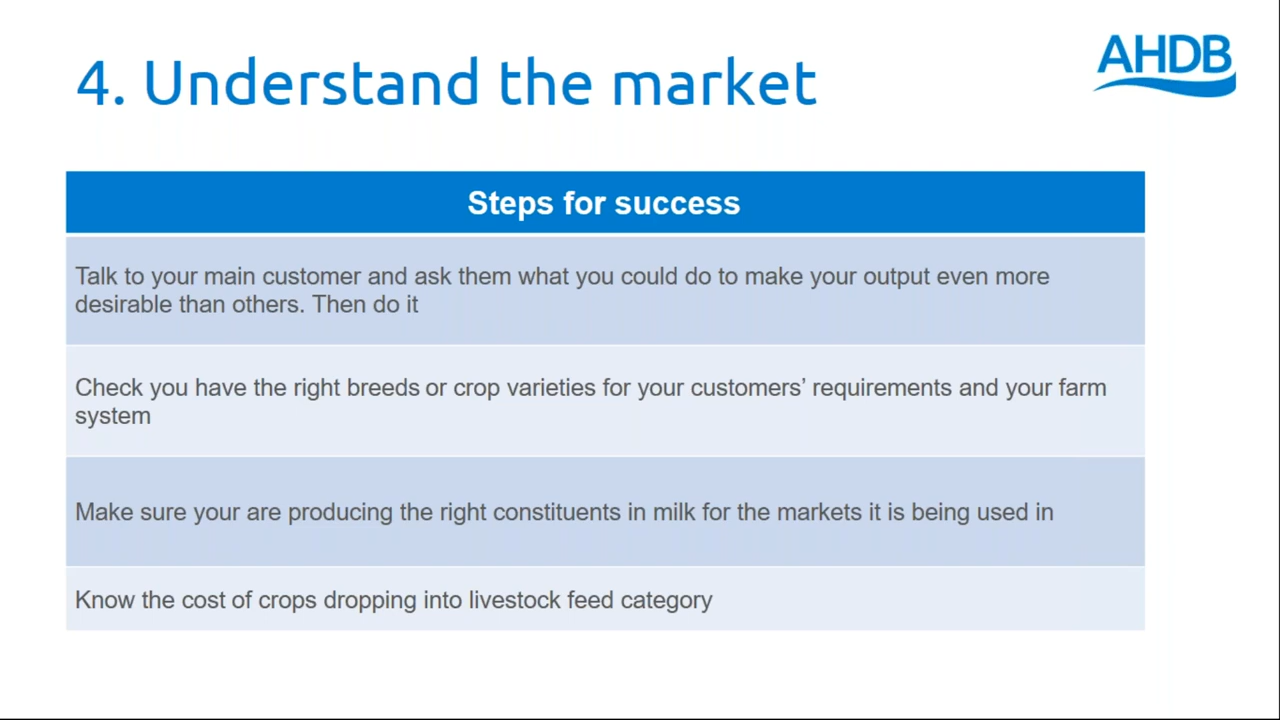 4. Understand the market
AHDB
Steps for success
Talk to your main customer and ask them what you could do to make your output even more
desirable than others. Then do it
Check you have the right breeds or crop varieties for your customers’ requirements and your farm
system
Make sure your are producing the right constituents in milk for the markets it is being used in
Know the cost of crops dropping into livestock feed category